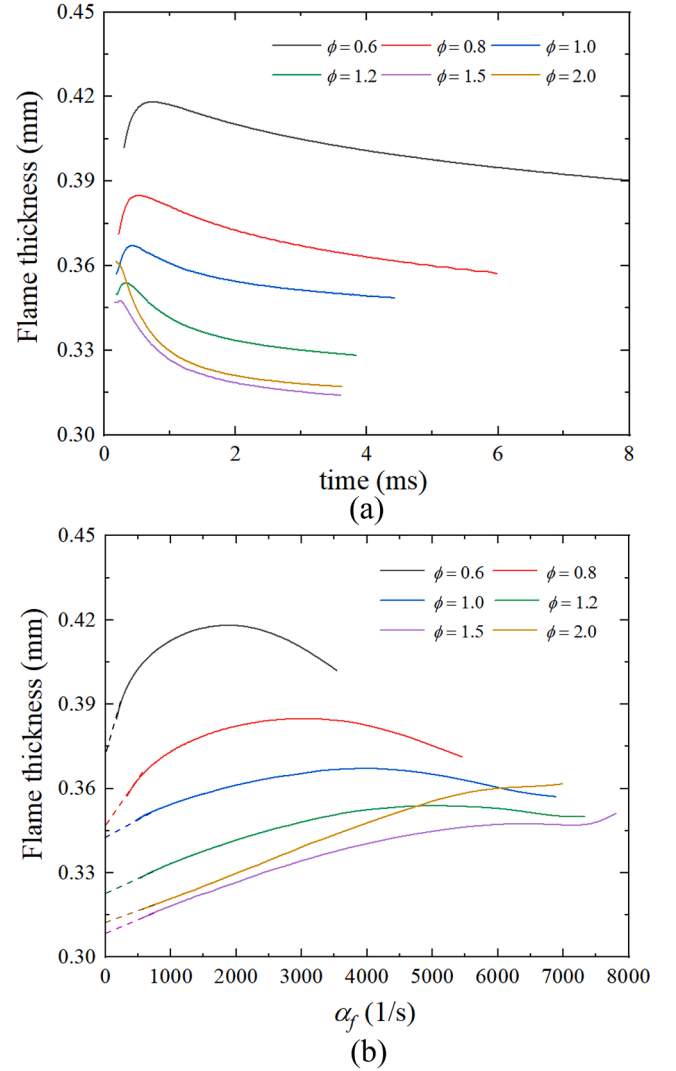 0.45
ϕ = 0.6 ϕ = 0.8 ϕ = 1.0
ϕ = 1.2 ϕ = 1.5 ϕ = 2.0
0.42
0.39
0.36
0.33
0.30
Flame thickness (mm)
0 2 4 6 8
time (ms)
(a)
0.45
ϕ = 0.6 ϕ = 0.8
ϕ = 1.0 ϕ = 1.2
ϕ = 1.5 ϕ = 2.0
0.42
0.39
0.36
0.33
0.30
Flame thickness (mm)
0 1000 2000 3000 4000 5000 6000 7000 8000
α_f (1/s)
(b)